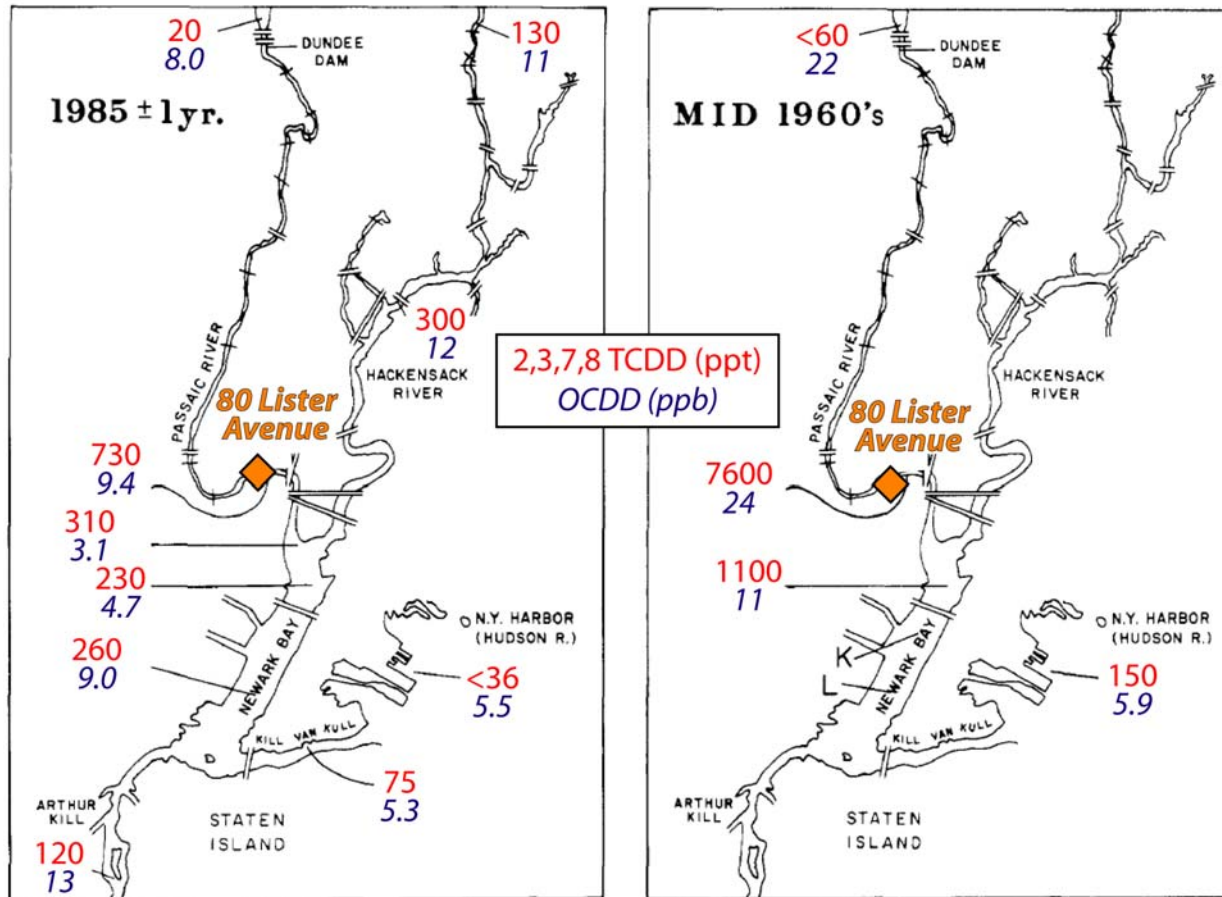 20
8.0
DUNDEE
DAM
130
11
1985 ± 1yr.
PASSAIC RIVER
300
12
HACKENSACK
RIVER
80 Lister
Avenue
730
9.4
310
3.1
230
4.7
260
9.0
NEWARK BAY
N.Y. HARBOR
(HUDSON R.)
<36
5.5
KILL VAN KULL
75
5.3
ARTHUR
KILL
STATEN
ISLAND
120
13
2,3,7,8 TCDD (ppt)
OCDD (ppb)
<60
22
DUNDEE
DAM
MID 1960's
PASSAIC RIVER
HACKENSACK
RIVER
80 Lister
Avenue
7600
24
1100
11
K
L
NEWARK BAY
N.Y. HARBOR
(HUDSON R.)
150
5.9
KILL VAN KULL
ARTHUR
KILL
STATEN
ISLAND